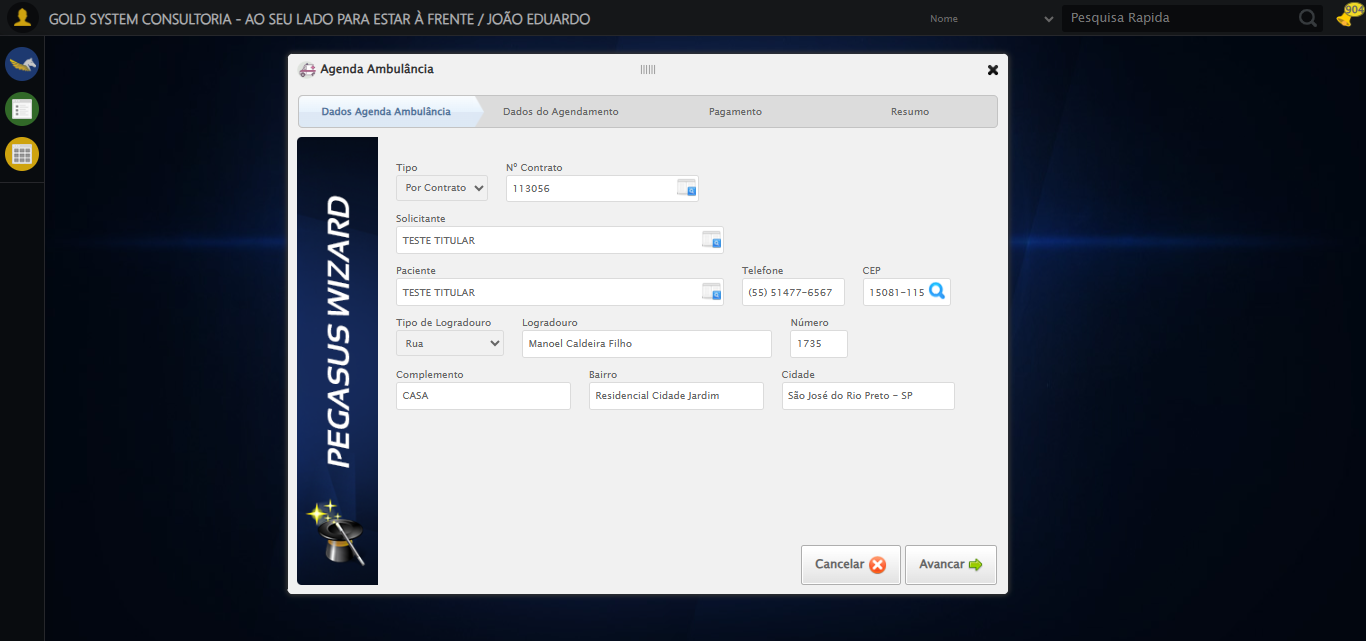 GOLD SYSTEM CONSULTORIA - AO SEU LADO PARA ESTAR À FRENTE / JOÃO EDUARDO
Nome
Pesquisa Rapida
904
Agenda Ambulância
Dados Agenda Ambulância
Dados do Agendamento
Pagamento
Resumo
PEGASUS WIZARD
Tipo
Nº Contrato
Por Contrato
113056
Solicitante
TESTE TITULAR
Paciente
Telefone
CEP
TESTE TITULAR
(55) 51477-6567
15081-115
Tipo de Logradouro
Logradouro
Número
Rua
Manoel Caldeira Filho
1735
Complemento
Bairro
Cidade
CASA
Residencial Cidade Jardim
São José do Rio Preto - SP
Cancelar
Avancar